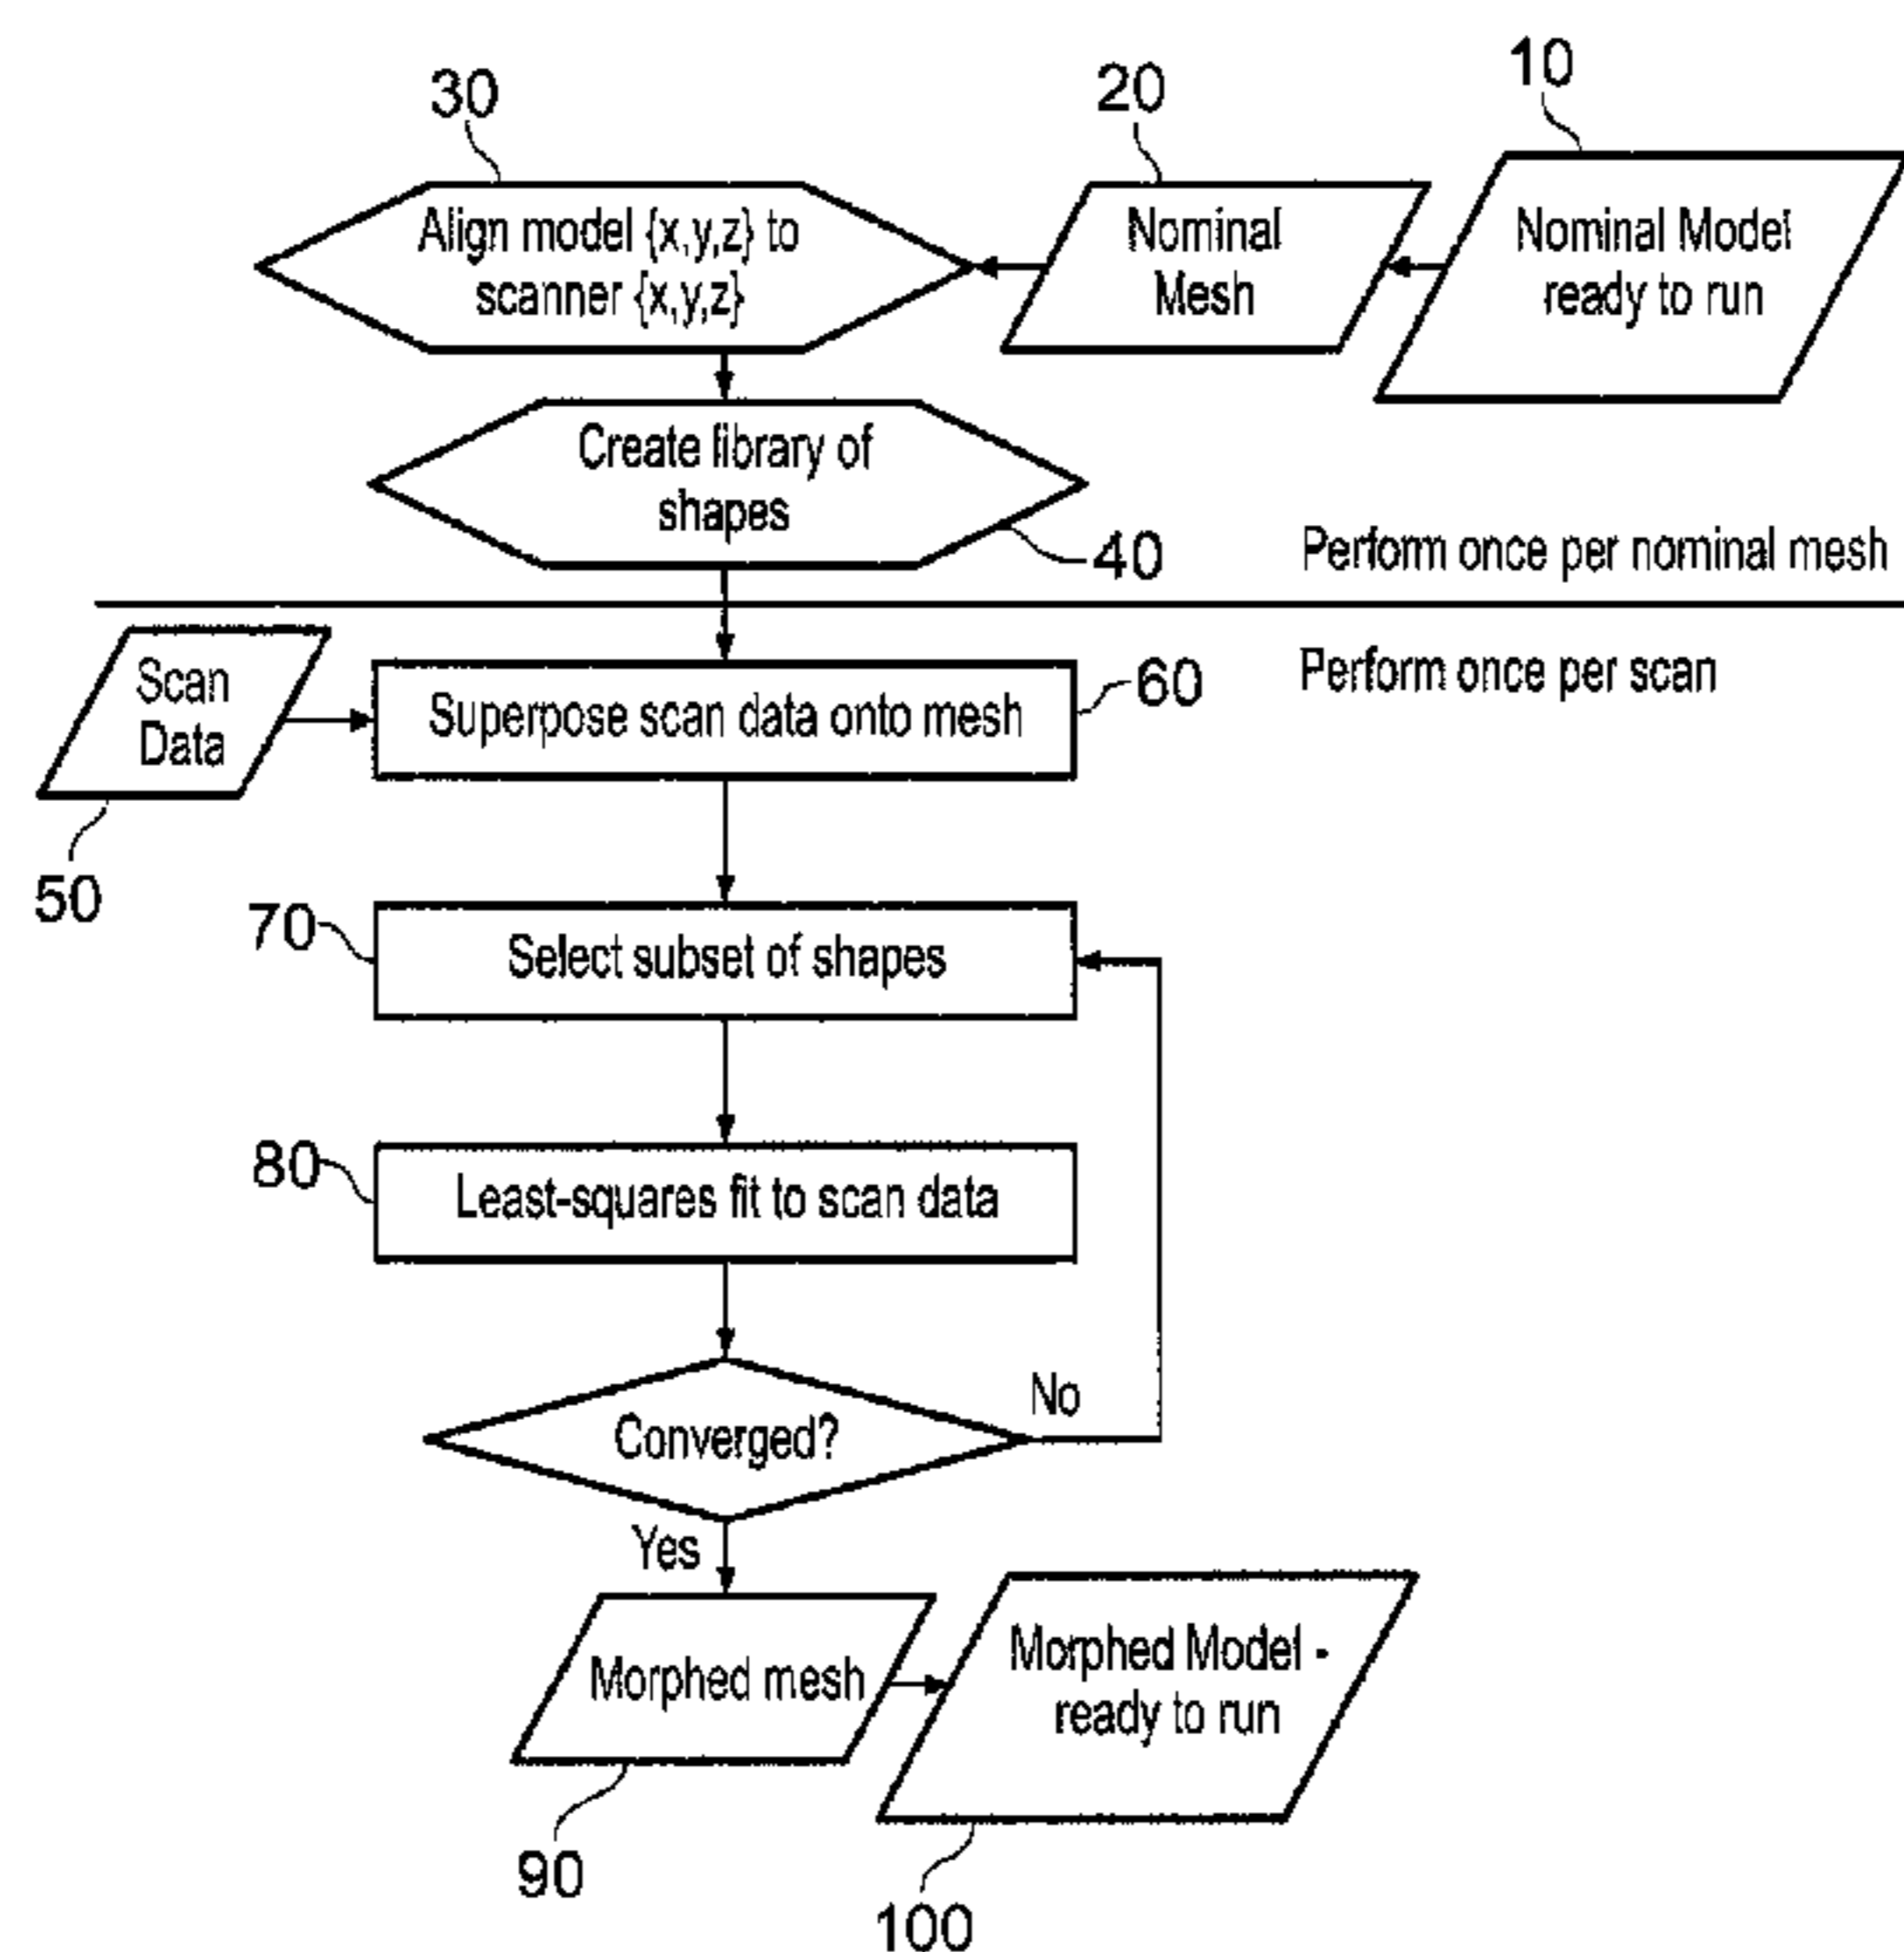 30
20
10
Align model {x,y,z} to
scanner {x,y,z}
Nominal
Mesh
Nominal Model
ready to run
Create library of
shapes
40
Perform once per nominal mesh
Perform once per scan
Scan
Data
50
Superpose scan data onto mesh
60
70
Select subset of shapes
80
Least-squares fit to scan data
Converged?
No
Yes
Morphed mesh
90
Morphed Model -
ready to run
100